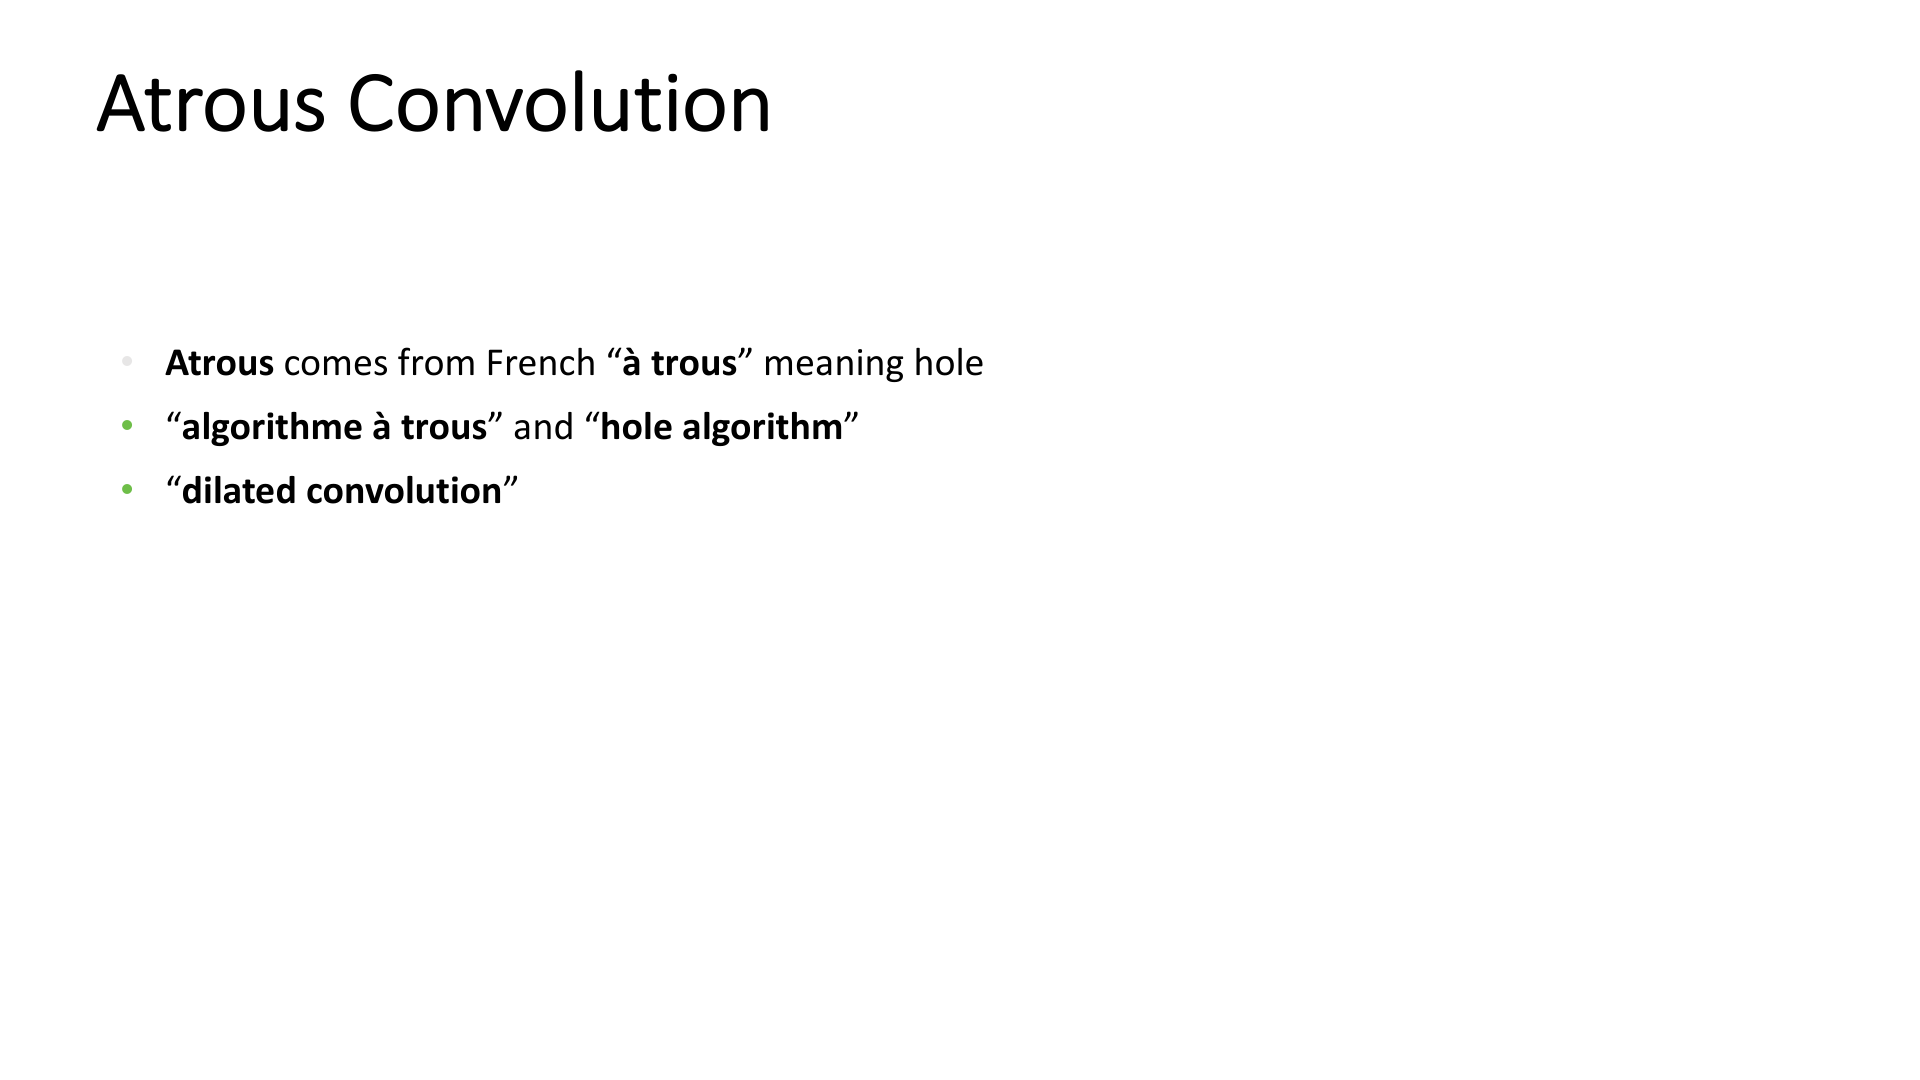 Atrous Convolution
• Atrous comes from French “à trous” meaning hole
• “algorithme à trous” and “hole algorithm”
• “dilated convolution”